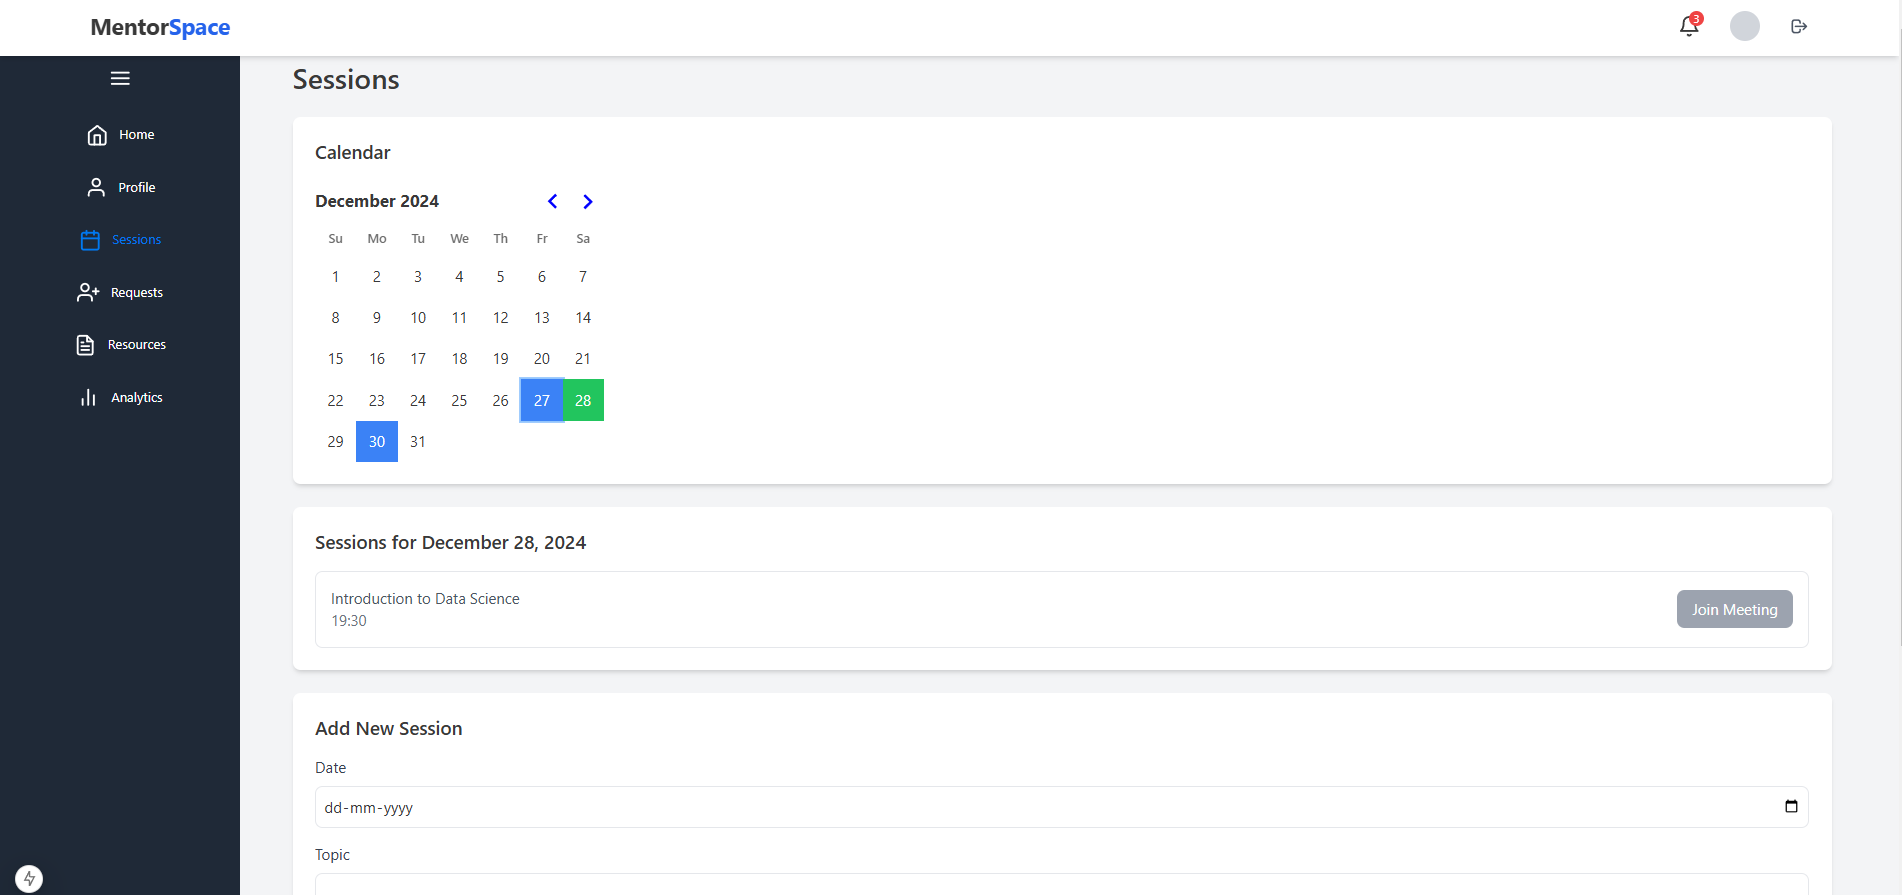 MentorSpace
3
Home
Profile
Sessions
Requests
Resources
Analytics
Sessions
Calendar
December 2024
Su Mo Tu We Th Fr Sa
1 2 3 4 5 6 7
8 9 10 11 12 13 14
15 16 17 18 19 20 21
22 23 24 25 26 27 28
29 30 31
Sessions for December 28, 2024
Introduction to Data Science
19:30
Join Meeting
Add New Session
Date
dd-mm-yyyy
Topic